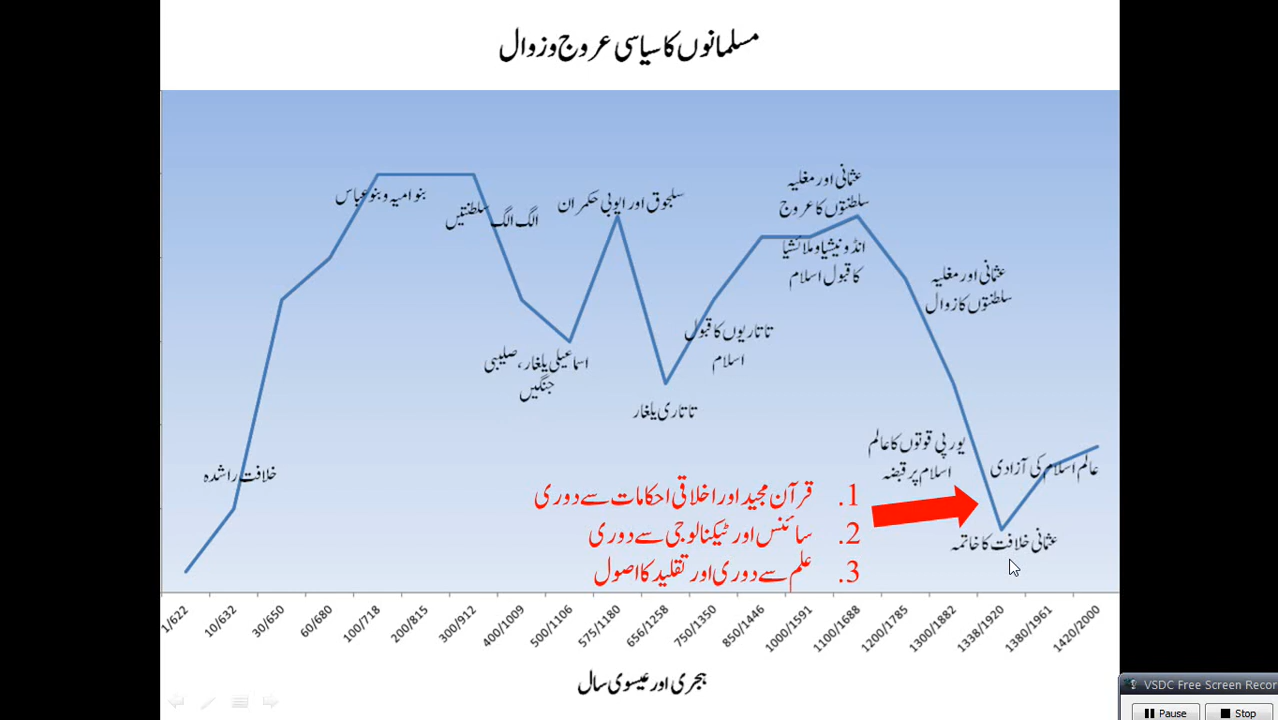 مسلمانوں کا سیاسی عروج و زوال
عثمانی اور مغلیہ
سلطنتوں کا عروج
بنو امیہ و بنو عباس
سلجوق اور ایوبی حکمران
الگ الگ سلطنتیں
انڈونیشیا و ملائشیا
کا قبول اسلام
عثمانی اور مغلیہ
سلطنتوں کا زوال
تاتاریوں کا قبول
اسلام
اسماعیلی یلغار، صلیبی
جنگیں
تاتاری یلغار
یورپی قوتوں کا عالم
اسلام پر قبضہ
عالم اسلام کی آزادی
خلافت راشدہ
1. قرآن مجید اور اخلاقی احکامات سے دوری
2. سائنس اور ٹیکنالوجی سے دوری
3. علم سے دوری اور تقلید کا اصول
عثمانی خلافت کا خاتمہ
1/622
10/632
30/650
60/680
100/718
200/815
300/912
400/1009
500/1106
575/1180
656/1258
750/1350
850/1446
1000/1591
1100/1688
1200/1785
1300/1882
1338/1920
1380/1961
1420/2000
ہجری اور عیسوی سال
VSDC Free Screen Recor
Pause
Stop